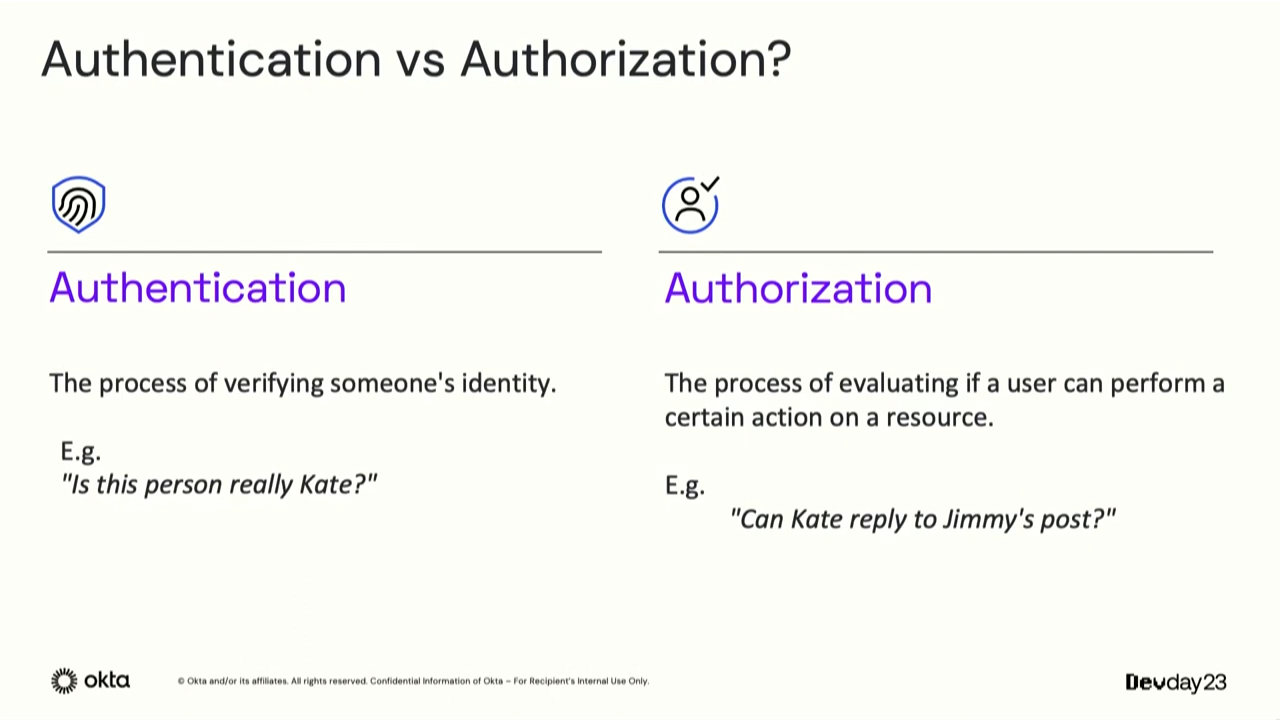 Authentication vs Authorization?
Authentication
The process of verifying someone's identity.
E.g.
"Is this person really Kate?"
Authorization
The process of evaluating if a user can perform a
certain action on a resource.
E.g.
"Can Kate reply to Jimmy's post?"
okta
© Okta and/or its affiliates. All rights reserved. Confidential Information of Okta – For Recipient's Internal Use Only.
Devday23